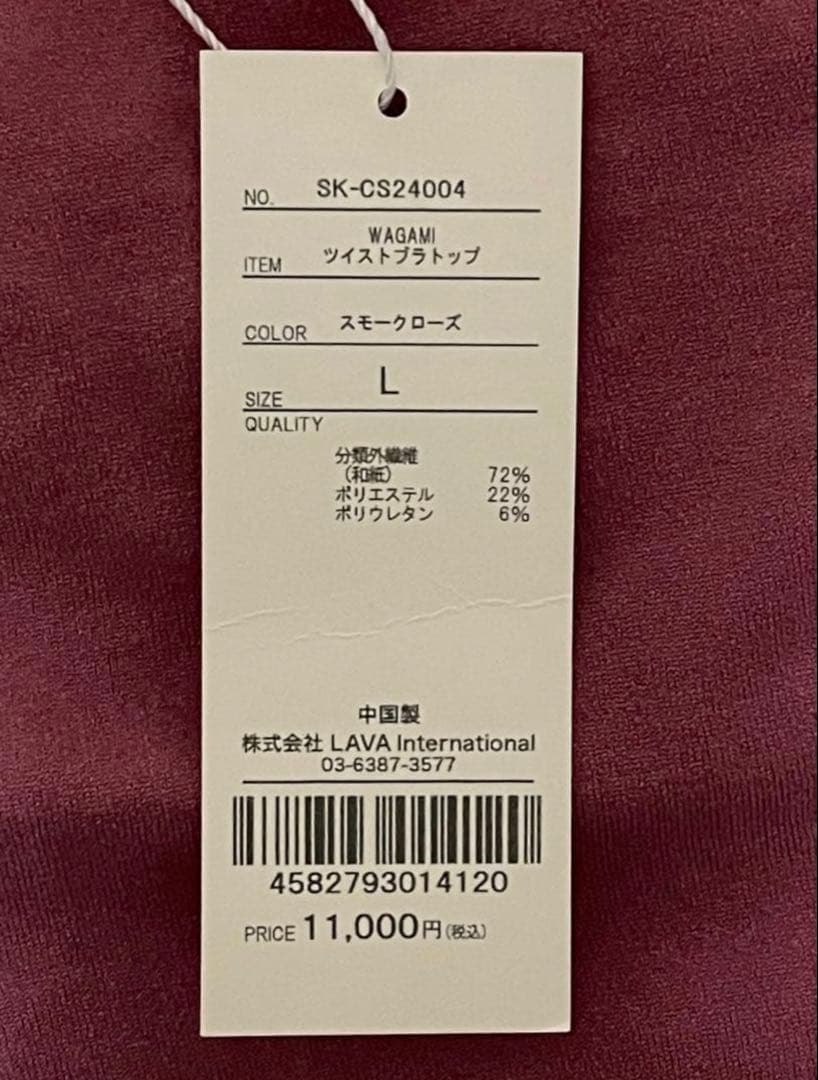 NO. SK-CS24004
WAGAMI
ITEM ツイストブラトップ
COLOR スモークローズ
SIZE L
QUALITY
分類外繊維
(和紙) 72%
ポリエステル 22%
ポリウレタン 6%
中国製
株式会社 LAVA International
03-6387-3577
4582793014120
PRICE 11,000円(税込)